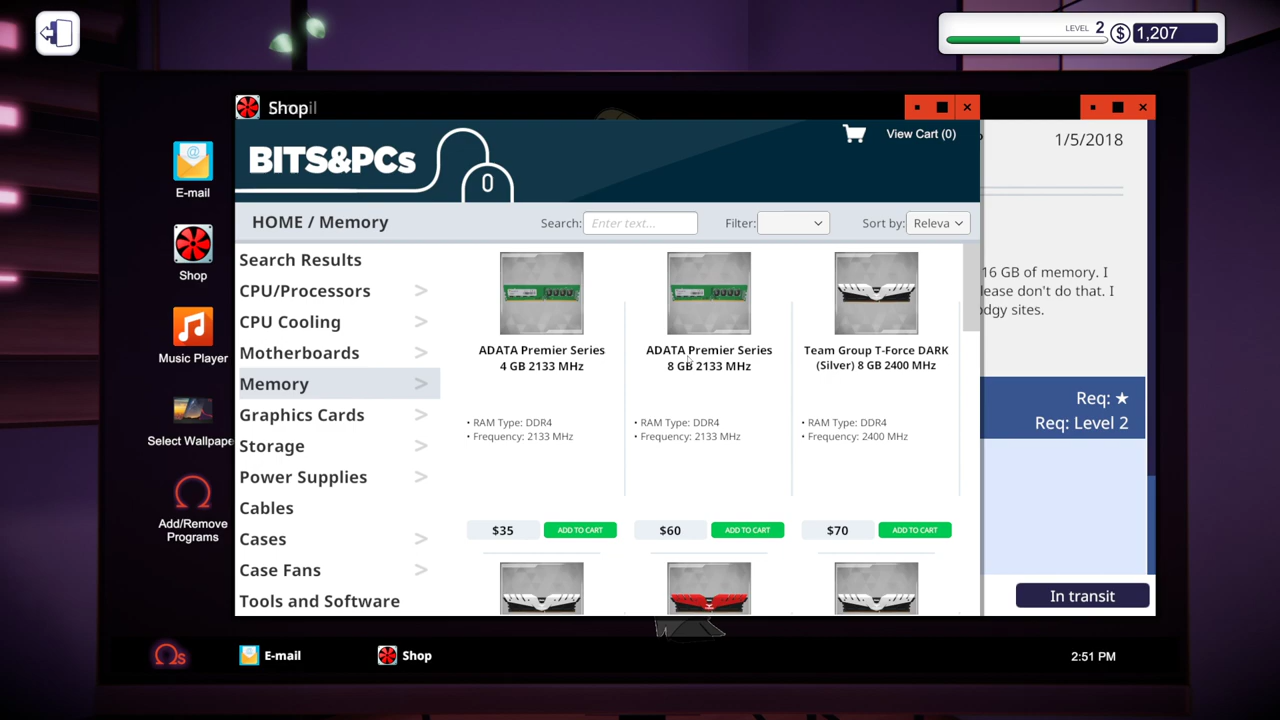 LEVEL 2
$ 1,207
Shop
BITS&PCs
View Cart (0)
1/5/2018
HOME / Memory
Search: Enter text...
Filter:
Sort by: Releva
E-mail
Shop
Music Player
Select Wallpape
Add/Remove
Programs
Search Results
CPU/Processors >
CPU Cooling >
Motherboards >
Memory >
Graphics Cards >
Storage >
Power Supplies >
Cables
Cases >
Case Fans >
Tools and Software
ADATA Premier Series
4 GB 2133 MHz
• RAM Type: DDR4
• Frequency: 2133 MHz
$35
ADD TO CART
ADATA Premier Series
8 GB 2133 MHz
• RAM Type: DDR4
• Frequency: 2133 MHz
$60
ADD TO CART
Team Group T-Force DARK
(Silver) 8 GB 2400 MHz
• RAM Type: DDR4
• Frequency: 2400 MHz
$70
ADD TO CART
16 GB of memory. I
lease don't do that. I
odgy sites.
Req: ★
Req: Level 2
In transit
Ωs
E-mail
Shop
2:51 PM